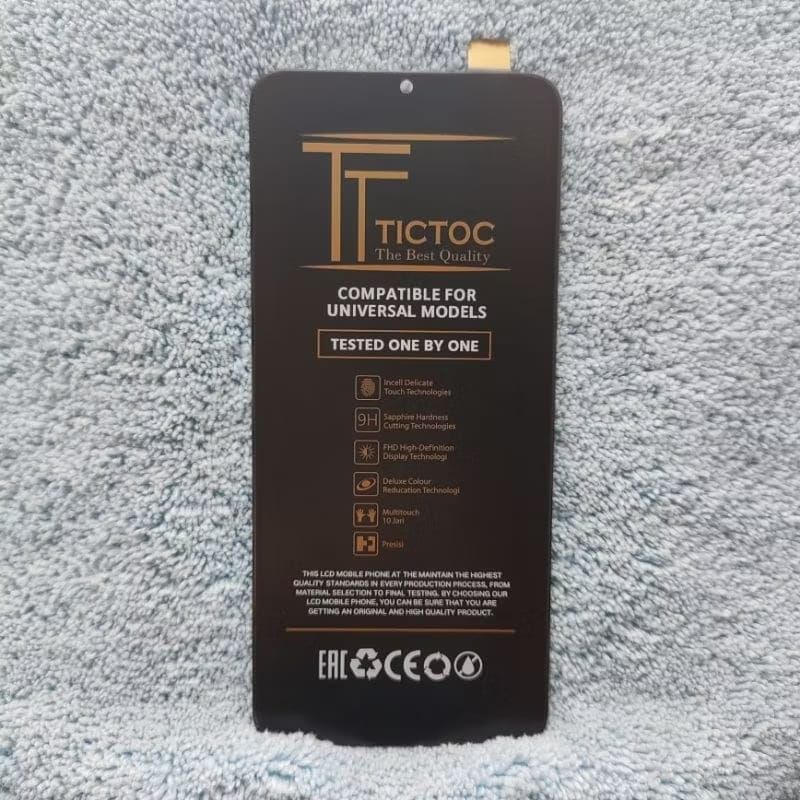 TT
TICTOC
The Best Quality
COMPATIBLE FOR
UNIVERSAL MODELS
TESTED ONE BY ONE
Incell Delicate
Touch Technologies
9H
Sapphire Hardness
Cutting Technologies
FHD High-Definition
Display Technologi
Deluxe Colour
Reducation Technologi
Multitouch
10 Jari
Presisi
THIS LCD MOBILE PHONE AT THE MAINTAIN THE HIGHEST
QUALITY STANDARDS IN EVERY PRODUCTION PROCESS, FROM
MATERIAL SELECTION TO FINAL TESTING. BY CHOOSING OUR
LCD MOBILE PHONE, YOU CAN BE SURE THAT YOU ARE
GETTING AN ORIGINAL AND HIGH QUALITY PRODUCT.
EAC CE